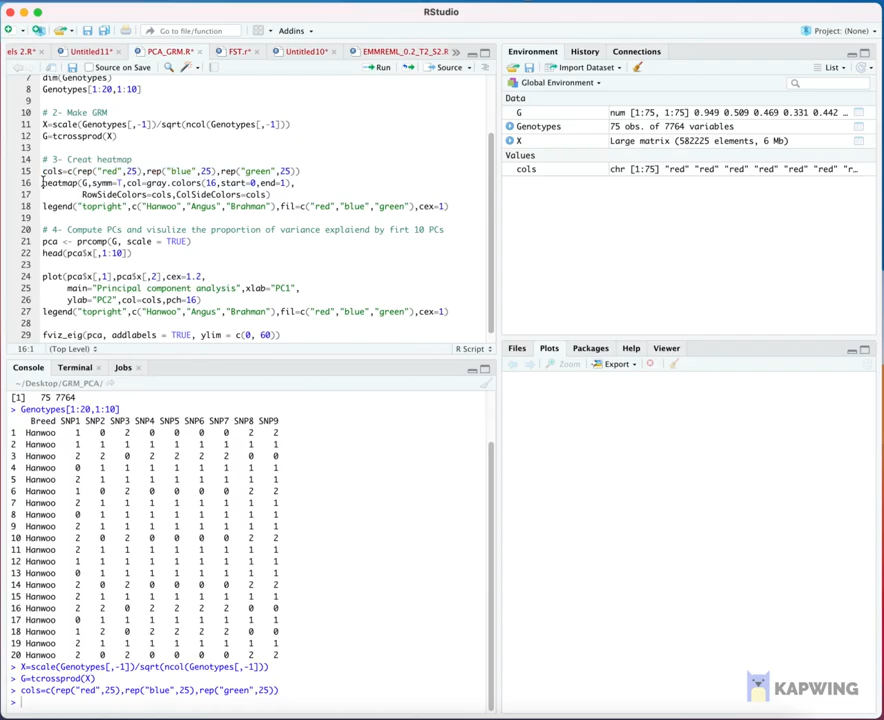 RStudio
Go to file/function
Addins
Project: (None)
els 2.R*
Untitled11*
PCA_GRM.R*
FST.r*
Untitled10*
EMMREML_0.2_T2_S2.R
Source on Save
Run
Source
7 dim(Genotypes)
8 Genotypes[1:20,1:10]
9
10 # 2- Make GRM
11 X=scale(Genotypes[,-1])/sqrt(ncol(Genotypes[,-1]))
12 G=tcrossprod(X)
13
14 # 3- Creat heatmap
15 cols=c(rep("red",25),rep("blue",25),rep("green",25))
16 heatmap(G,symm=T,col=gray.colors(16,start=0,end=1),
17 RowSideColors=cols,ColSideColors=cols)
18 legend("topright",c("Hanwoo","Angus","Brahman"),fil=c("red","blue","green"),cex=1)
19
20 # 4- Compute PCs and visulize the proportion of variance explaiend by firt 10 PCs
21 pca <- prcomp(G, scale = TRUE)
22 head(pca$x[,1:10])
23
24 plot(pca$x[,1],pca$x[,2],cex=1.2,
25 main="Principal component analysis",xlab="PC1",
26 ylab="PC2",col=cols,pch=16)
27 legend("topright",c("Hanwoo","Angus","Brahman"),fil=c("red","blue","green"),cex=1)
28
29 fviz_eig(pca, addlabels = TRUE, ylim = c(0, 60))
16:1 (Top Level) R Script
Console Terminal Jobs
~/Desktop/GRM_PCA/
[1] 75 7764
> Genotypes[1:20,1:10]
Breed SNP1 SNP2 SNP3 SNP4 SNP5 SNP6 SNP7 SNP8 SNP9
1 Hanwoo 1 0 2 0 0 0 0 2 2
2 Hanwoo 1 1 1 1 1 1 1 1 1
3 Hanwoo 2 2 0 2 2 2 2 0 0
4 Hanwoo 0 1 1 1 1 1 1 1 1
5 Hanwoo 2 1 1 1 1 1 1 1 1
6 Hanwoo 1 0 2 0 0 0 0 2 2
7 Hanwoo 2 1 1 1 1 1 1 1 1
8 Hanwoo 0 1 1 1 1 1 1 1 1
9 Hanwoo 2 1 1 1 1 1 1 1 1
10 Hanwoo 2 0 2 0 0 0 0 2 2
11 Hanwoo 2 1 1 1 1 1 1 1 1
12 Hanwoo 1 1 1 1 1 1 1 1 1
13 Hanwoo 0 1 1 1 1 1 1 1 1
14 Hanwoo 2 0 2 0 0 0 0 2 2
15 Hanwoo 2 1 1 1 1 1 1 1 1
16 Hanwoo 2 2 0 2 2 2 2 0 0
17 Hanwoo 0 1 1 1 1 1 1 1 1
18 Hanwoo 1 2 0 2 2 2 2 0 0
19 Hanwoo 2 1 1 1 1 1 1 1 1
20 Hanwoo 2 0 2 0 0 0 0 2 2
> X=scale(Genotypes[,-1])/sqrt(ncol(Genotypes[,-1]))
> G=tcrossprod(X)
> cols=c(rep("red",25),rep("blue",25),rep("green",25))
>
Environment History Connections
Import Dataset
List
Global Environment
Data
G num [1:75, 1:75] 0.949 0.509 0.469 0.331 0.442 …
Genotypes 75 obs. of 7764 variables
X Large matrix (582225 elements, 6 Mb)
Values
cols chr [1:75] "red" "red" "red" "red" "red" "red" "r…
Files Plots Packages Help Viewer
Zoom Export
KAPWING